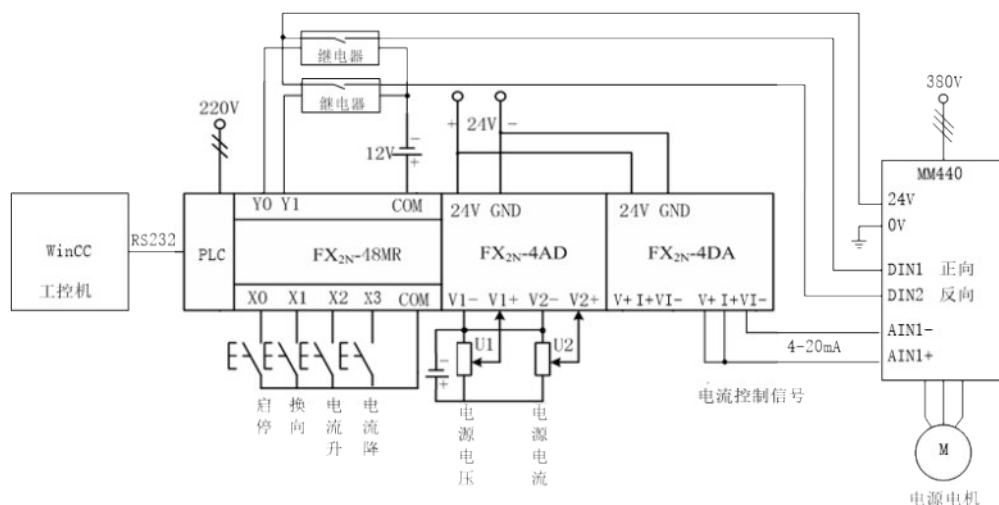 继电器
继电器
380V
220V
+ 24V -
-
12V
+
MM440
24V
0V
DIN1 正向
DIN2 反向
AIN1-
AIN1+
WinCC
工控机
RS232
PLC
Y0 Y1 COM
FX2N-48MR
X0 X1 X2 X3 COM
24V GND
FX2N-4AD
V1- V1+ V2- V2+
24V GND
FX2N-4DA
V+ I+ VI- V+ I+ VI-
-
+
U1
U2
4-20mA
电流控制信号
启停
换向
电流升
电流降
电源电压
电源电流
M
电源电机